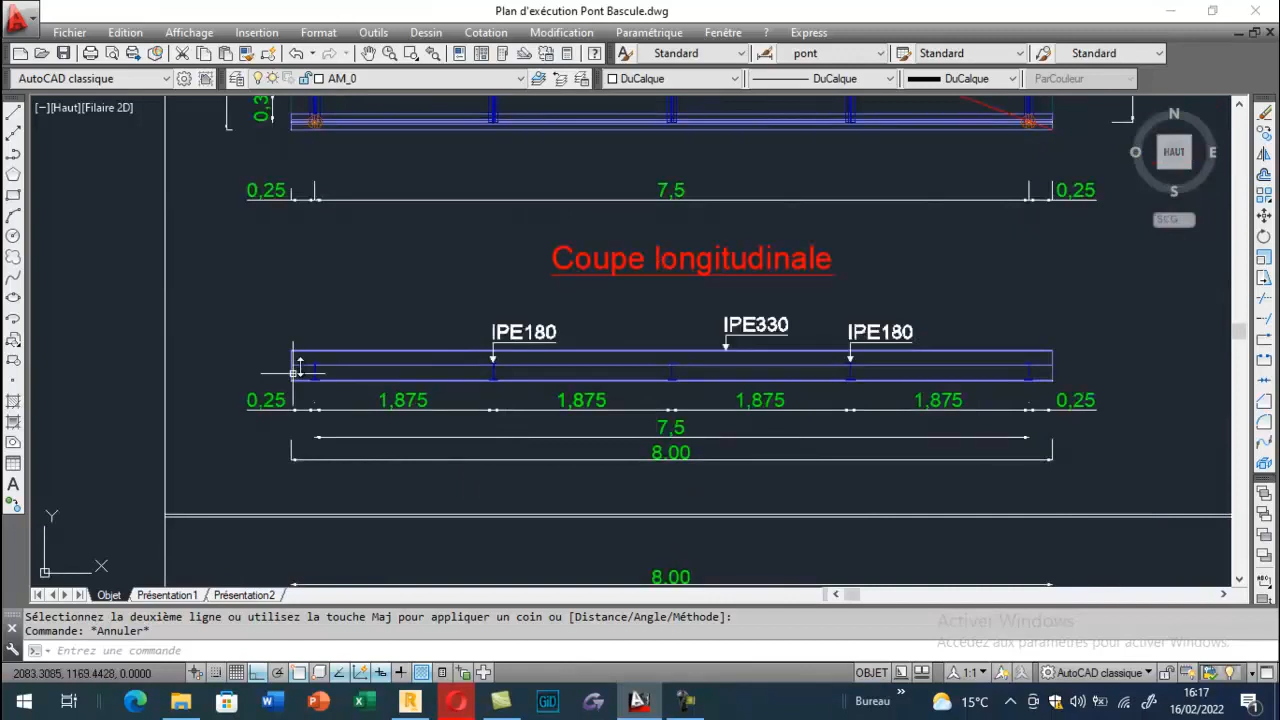 Plan d'exécution Pont Bascule.dwg
Fichier Edition Affichage Insertion Format Outils Dessin Cotation Modification Paramétrique Fenêtre ? Express
Standard pont Standard Standard
AutoCAD classique AM_0 DuCalque DuCalque DuCalque ParCouleur
[−][Haut][Filaire 2D]
N
O HAUT E
S
SCG
0,3
0,25 7,5 0,25
Coupe longitudinale
IPE180 IPE330 IPE180
0,25 1,875 1,875 1,875 1,875 0,25
7,5
8.00
Y
X
8.00
Objet Présentation1 Présentation2
Sélectionnez la deuxième ligne ou utilisez la touche Maj pour appliquer un coin ou [Distance/Angle/Méthode]:
Commande: *Annuler*
Entrez une commande
Activer Windows
Accédez aux paramètres pour activer Windows.
2083.3085, 1169.4428, 0.0000 OBJET 1:1 AutoCAD classique
Bureau 15°C
16:17
16/02/2022